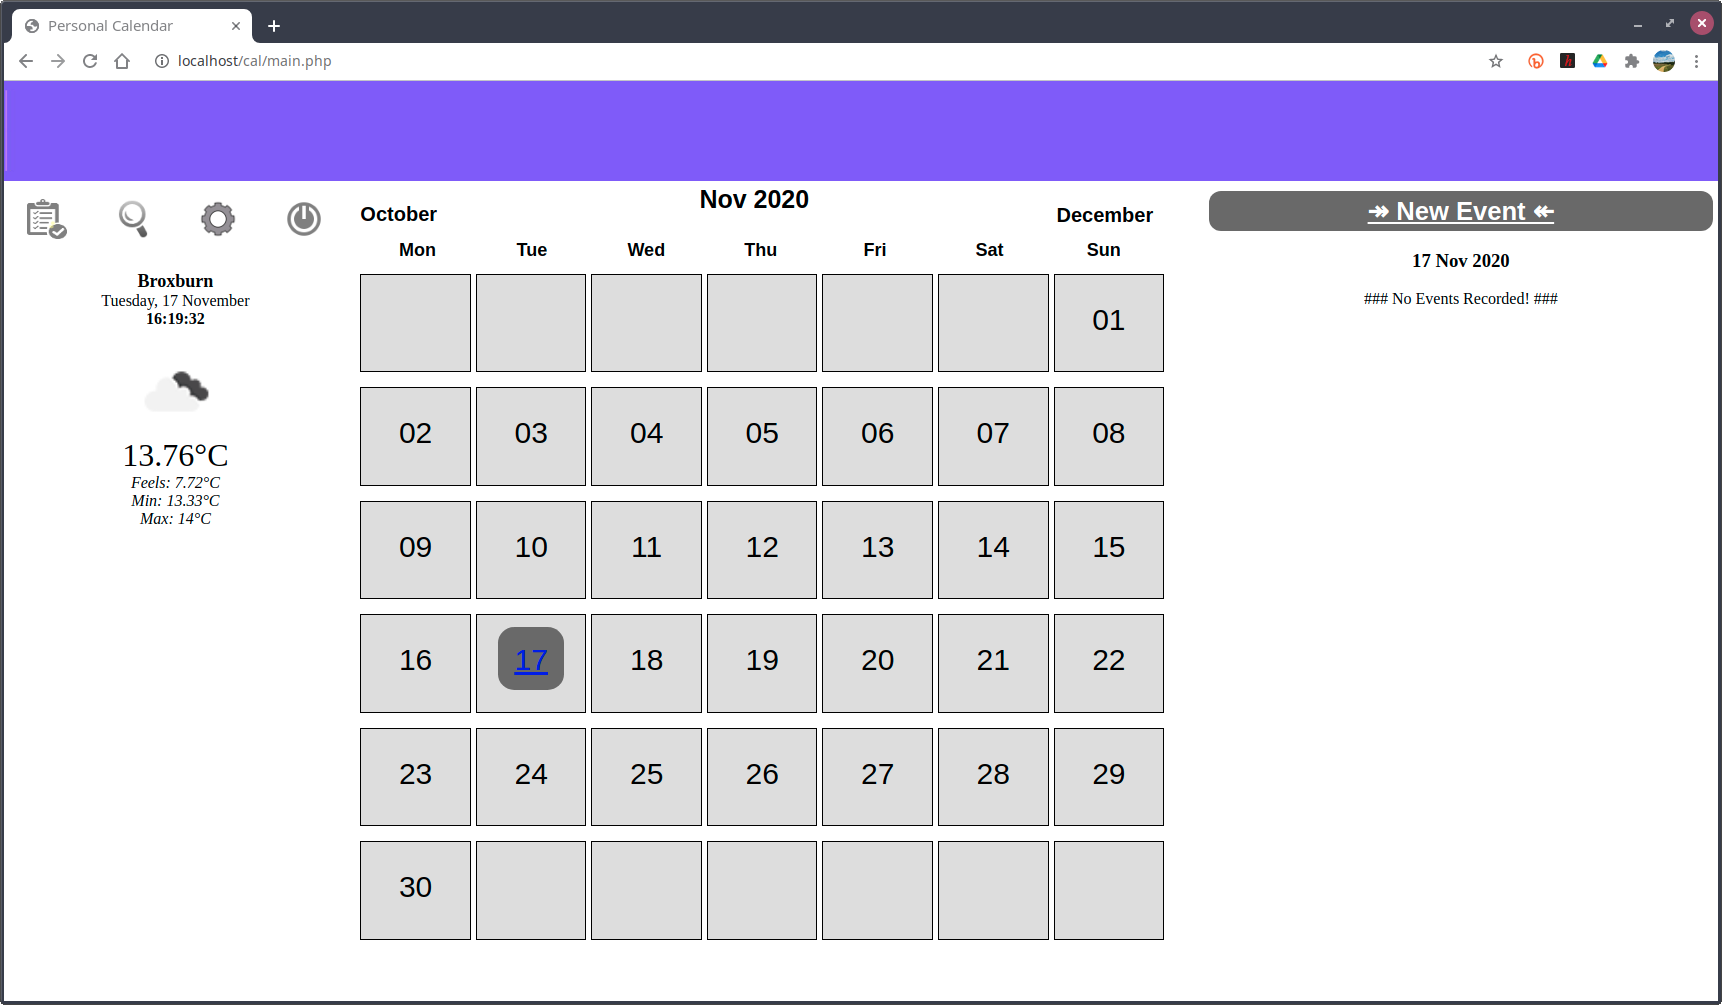 Personal Calendar
localhost/cal/main.php
Broxburn
Tuesday, 17 November
16:19:32
13.76°C
Feels: 7.72°C
Min: 13.33°C
Max: 14°C
October Nov 2020 December
Mon Tue Wed Thu Fri Sat Sun
01
02 03 04 05 06 07 08
09 10 11 12 13 14 15
16 17 18 19 20 21 22
23 24 25 26 27 28 29
30
↠ New Event ↞
17 Nov 2020
### No Events Recorded! ###